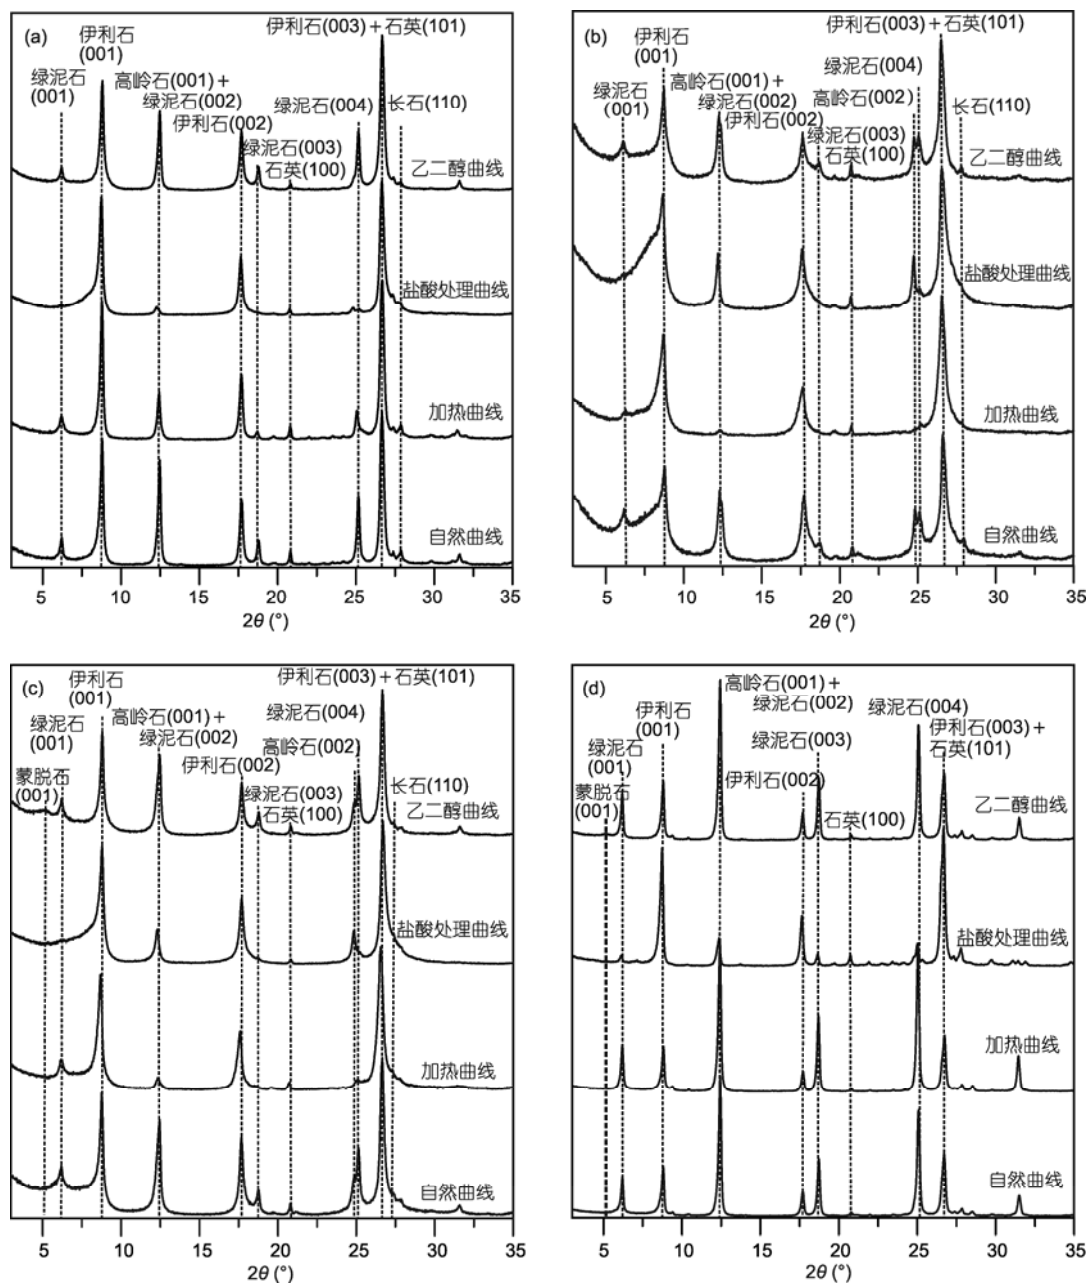 (a)
伊利石
(001)
伊利石(003)+石英(101)
绿泥石
(001)
高岭石(001)+
绿泥石(002)
伊利石(002)
绿泥石(004)
长石(110)
绿泥石(003)
石英(100)
乙二醇曲线
盐酸处理曲线
加热曲线
自然曲线
5 10 15 20 25 30 35
2θ (°)
(b)
伊利石(003)+石英(101)
伊利石
(001)
绿泥石(004)
绿泥石
(001)
高岭石(001)+
绿泥石(002)
高岭石(002)
长石(110)
伊利石(002)
绿泥石(003)
石英(100)
乙二醇曲线
盐酸处理曲线
加热曲线
自然曲线
5 10 15 20 25 30 35
2θ (°)
(c)
伊利石
(001)
伊利石(003)+石英(101)
绿泥石
(001)
高岭石(001)+
绿泥石(002)
绿泥石(004)
高岭石(002)
蒙脱石
(001)
伊利石(002)
绿泥石(003)
石英(100)
长石(110)
乙二醇曲线
盐酸处理曲线
加热曲线
自然曲线
5 10 15 20 25 30 35
2θ (°)
(d)
高岭石(001)+
绿泥石(002)
绿泥石(004)
伊利石
(001)
伊利石(003)+
石英(101)
绿泥石
(001)
绿泥石(003)
蒙脱石
(001)
伊利石(002)
石英(100)
乙二醇曲线
盐酸处理曲线
加热曲线
自然曲线
5 10 15 20 25 30 35
2θ (°)